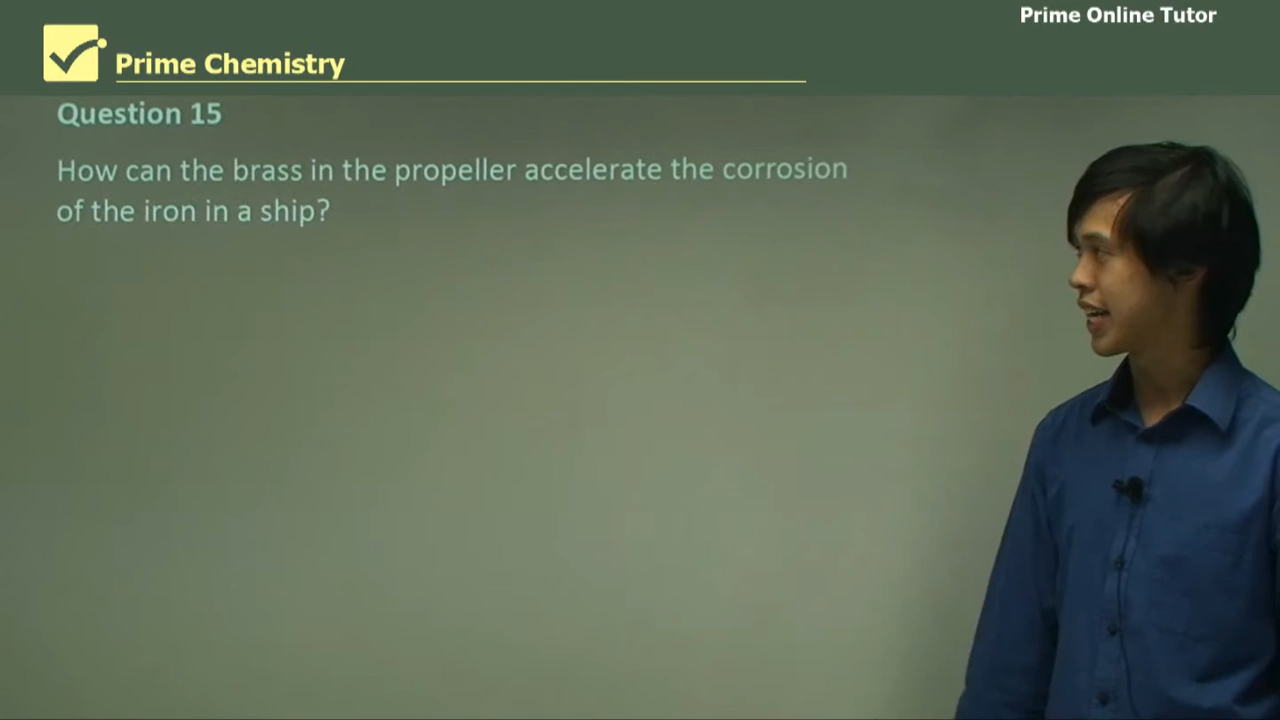 Prime Online Tutor
Prime Chemistry
Question 15
How can the brass in the propeller accelerate the corrosion
of the iron in a ship?